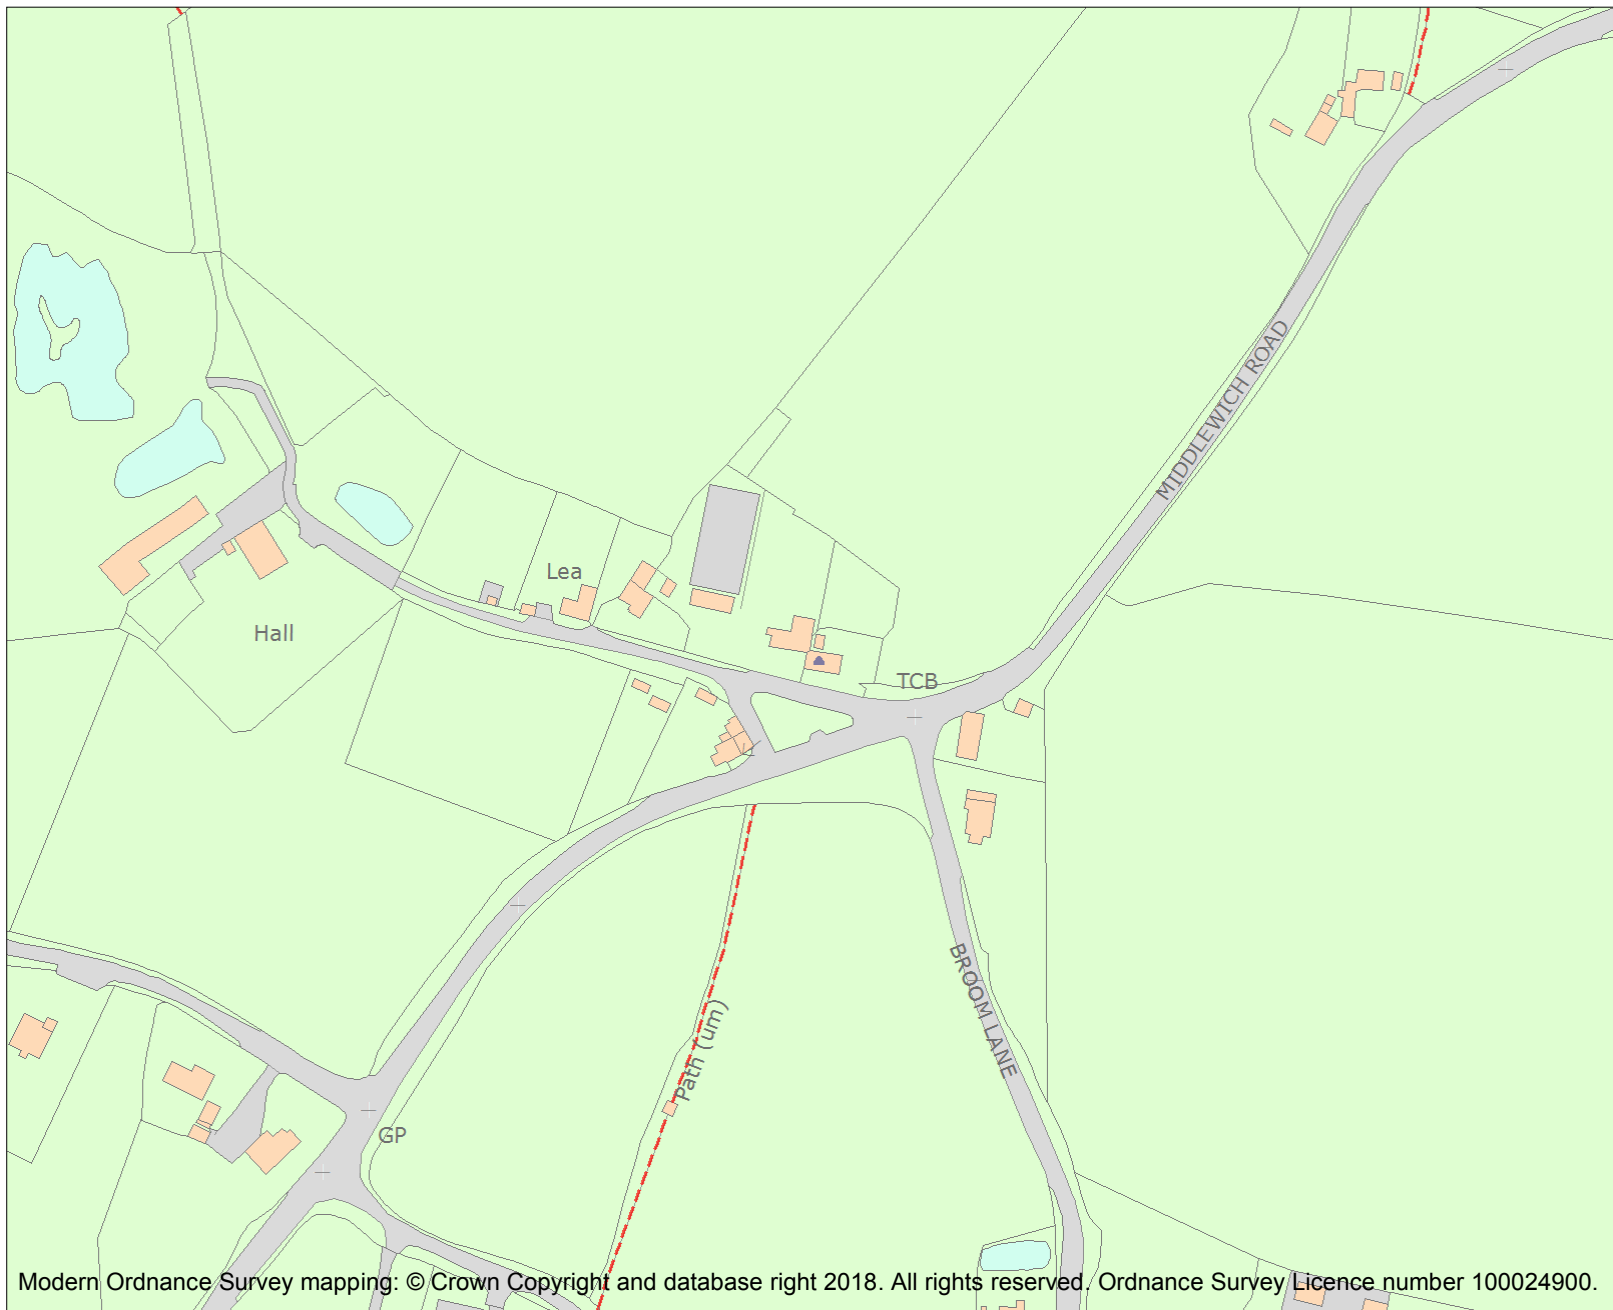 MIDDLEWICH ROAD
Lea
Hall
TCB
BROOM LANE
Path (um)
GP
Modern Ordnance Survey mapping: © Crown Copyright and database right 2018. All rights reserved. Ordnance Survey Licence number 100024900.